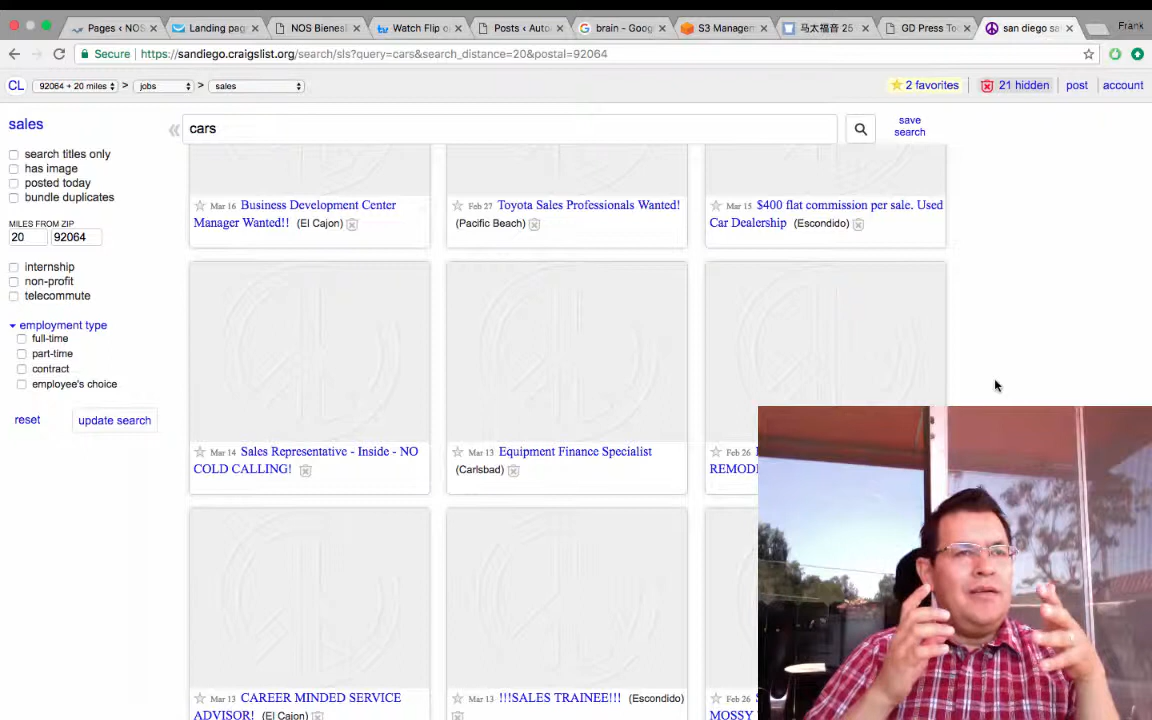 Pages ‹ NOS
Landing pag
NOS Bienes
Watch Flip o
Posts ‹ Auto
brain - Goog
S3 Managem
马太福音 25
GD Press To
san diego sa
Frank
Secure
https://sandiego.craigslist.org/search/sls?query=cars&search_distance=20&postal=92064
CL
92064 + 20 miles
>
jobs
>
sales
2 favorites
21 hidden
post
account
sales
search titles only
has image
posted today
bundle duplicates
MILES FROM ZIP
20
92064
internship
non-profit
telecommute
employment type
full-time
part-time
contract
employee's choice
reset
update search
«
cars
save
search
Mar 16 Business Development Center
Manager Wanted!! (El Cajon)
Feb 27 Toyota Sales Professionals Wanted!
(Pacific Beach)
Mar 15 $400 flat commission per sale. Used
Car Dealership (Escondido)
Mar 14 Sales Representative - Inside - NO
COLD CALLING!
Mar 13 Equipment Finance Specialist
(Carlsbad)
Feb 26
REMOD
Mar 13 CAREER MINDED SERVICE
ADVISOR! (El Cajon)
Mar 13 !!!SALES TRAINEE!!! (Escondido)
Feb 26
MOSSY